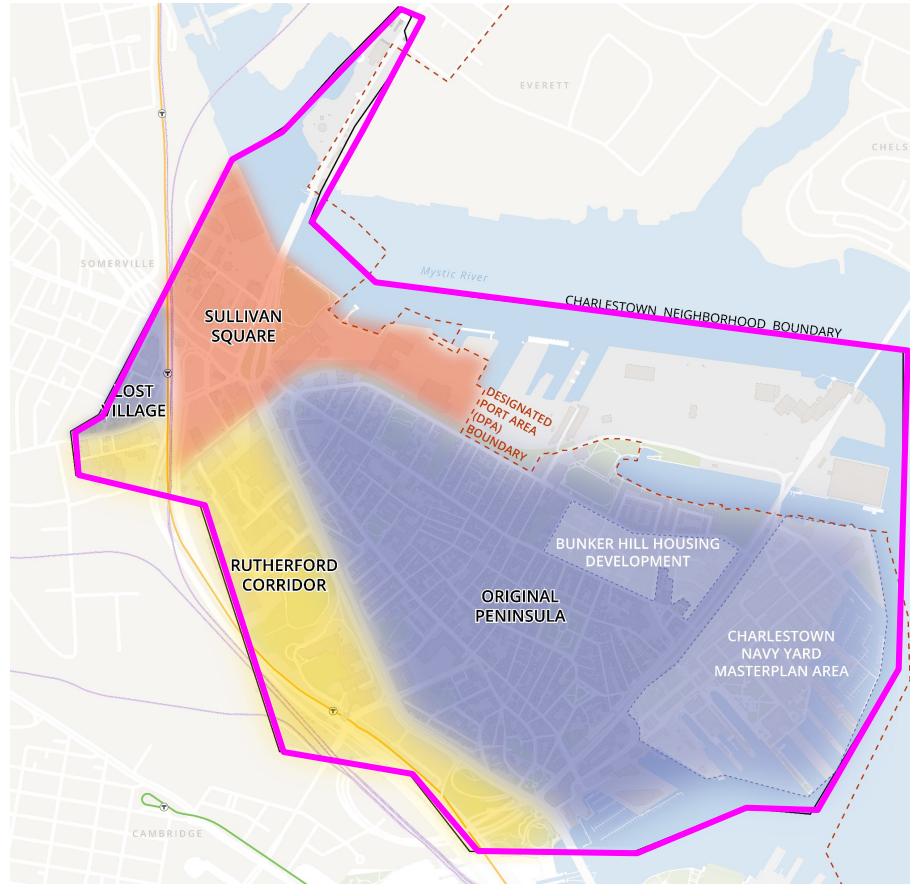 EVERETT
CHELS
SOMERVILLE
Mystic River
CHARLESTOWN NEIGHBORHOOD BOUNDARY
SULLIVAN
SQUARE
LOST
VILLAGE
DESIGNATED
PORT AREA
(DPA)
BOUNDARY
BUNKER HILL HOUSING
DEVELOPMENT
RUTHERFORD
CORRIDOR
ORIGINAL
PENINSULA
CHARLESTOWN
NAVY YARD
MASTERPLAN AREA
CAMBRIDGE
T
T
T
T